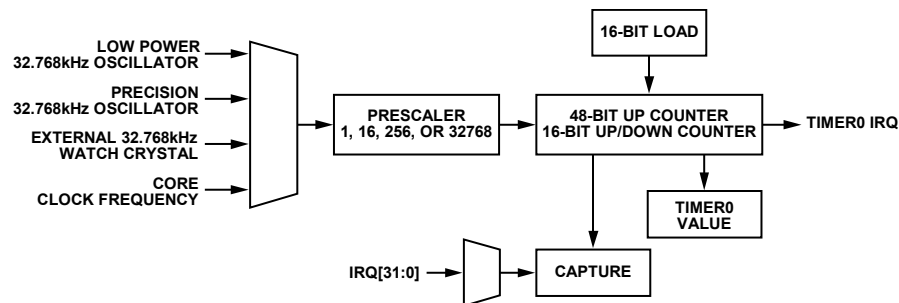 LOW POWER
32.768kHz OSCILLATOR
PRECISION
32.768kHz OSCILLATOR
EXTERNAL 32.768kHz
WATCH CRYSTAL
CORE
CLOCK FREQUENCY
PRESCALER
1, 16, 256, OR 32768
16-BIT LOAD
48-BIT UP COUNTER
16-BIT UP/DOWN COUNTER
TIMER0 IRQ
TIMER0
VALUE
IRQ[31:0]
CAPTURE